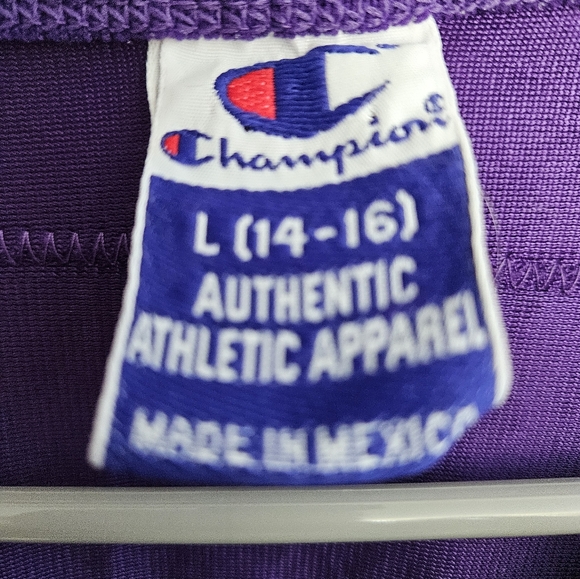 Champion®
L (14-16)
AUTHENTIC
ATHLETIC APPAREL
MADE IN MEXICO